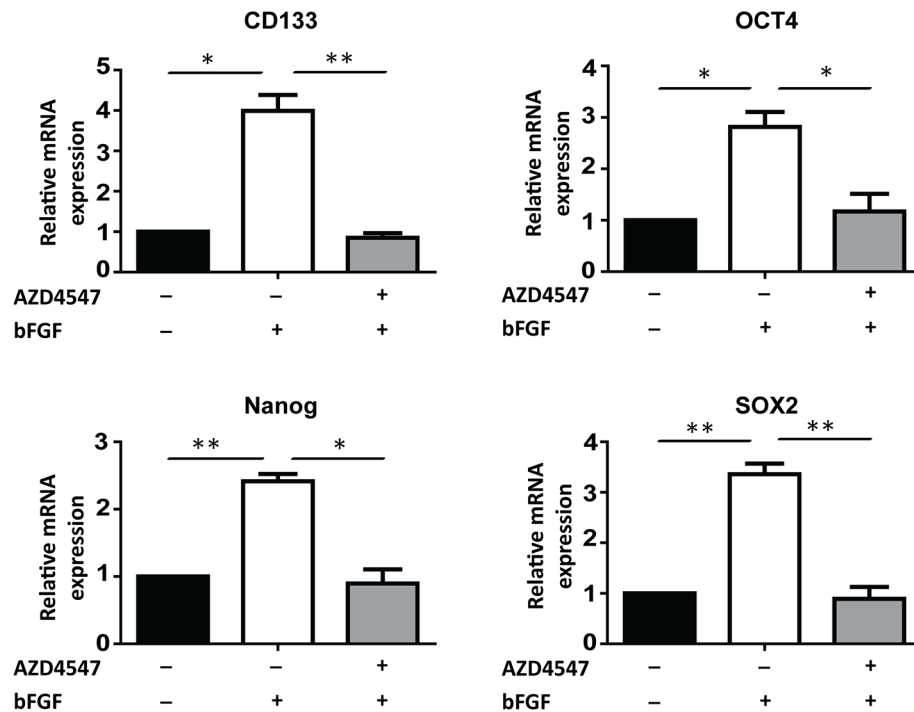 CD133
* **
Relative mRNA
expression
5
4
3
2
1
0
AZD4547 – – +
bFGF – + +
OCT4
* *
Relative mRNA
expression
4
3
2
1
0
AZD4547 – – +
bFGF – + +
Nanog
** *
Relative mRNA
expression
3
2
1
0
AZD4547 – – +
bFGF – + +
SOX2
** **
Relative mRNA
expression
4
3
2
1
0
AZD4547 – – +
bFGF – + +